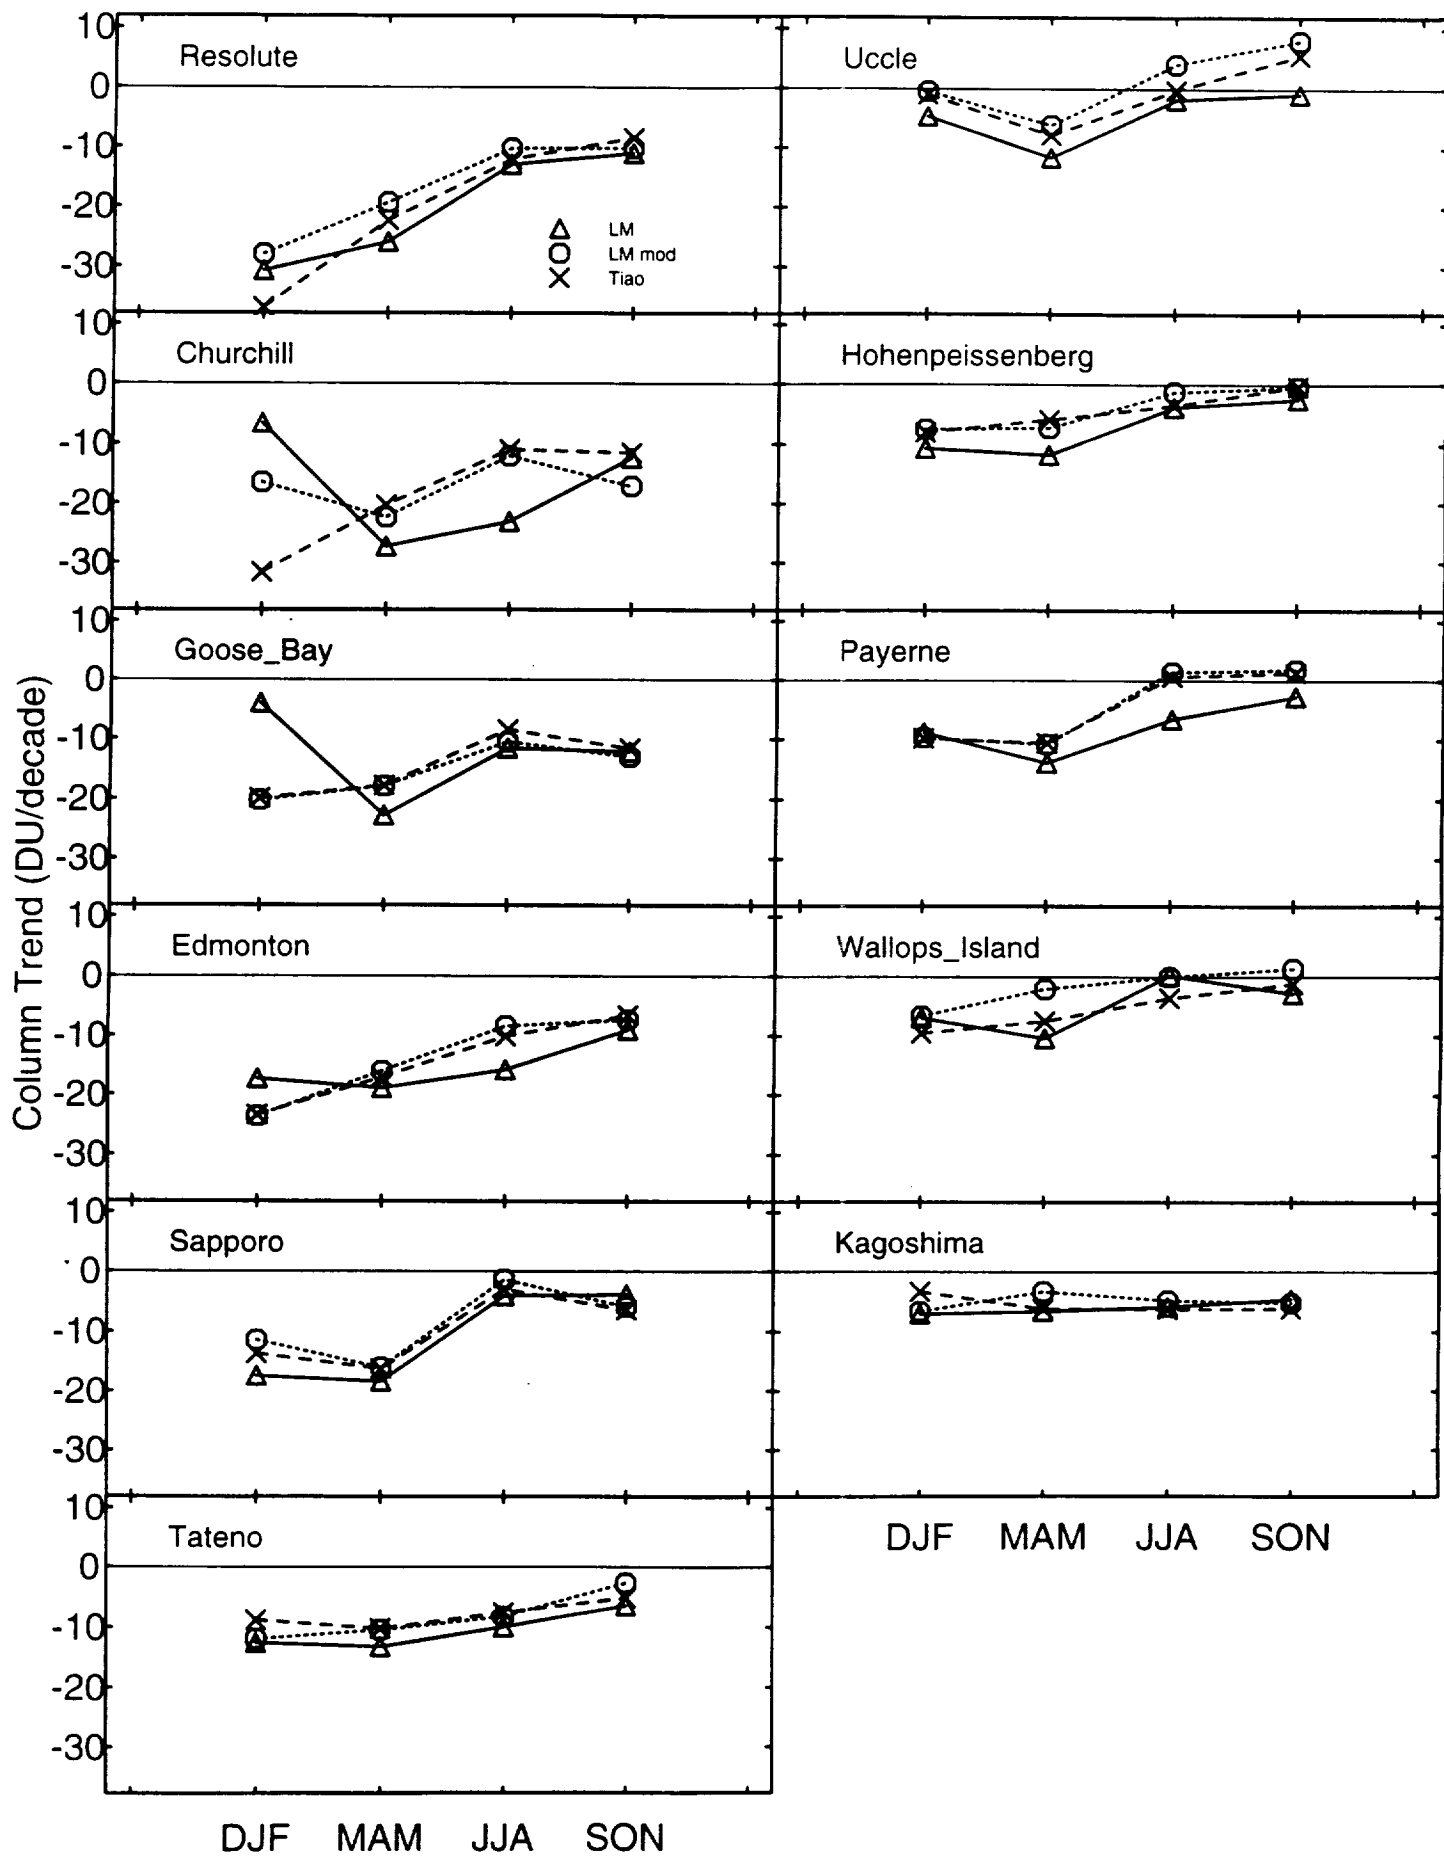 Column Trend (DU/decade)
10
0
-10
-20
-30
Resolute
LM
LM mod
Tiao
Uccle
10
0
-10
-20
-30
Churchill
Hohenpeissenberg
10
0
-10
-20
-30
Goose_Bay
Payerne
10
0
-10
-20
-30
Edmonton
Wallops_Island
10
0
-10
-20
-30
Sapporo
Kagoshima
DJF MAM JJA SON
10
0
-10
-20
-30
Tateno
DJF MAM JJA SON